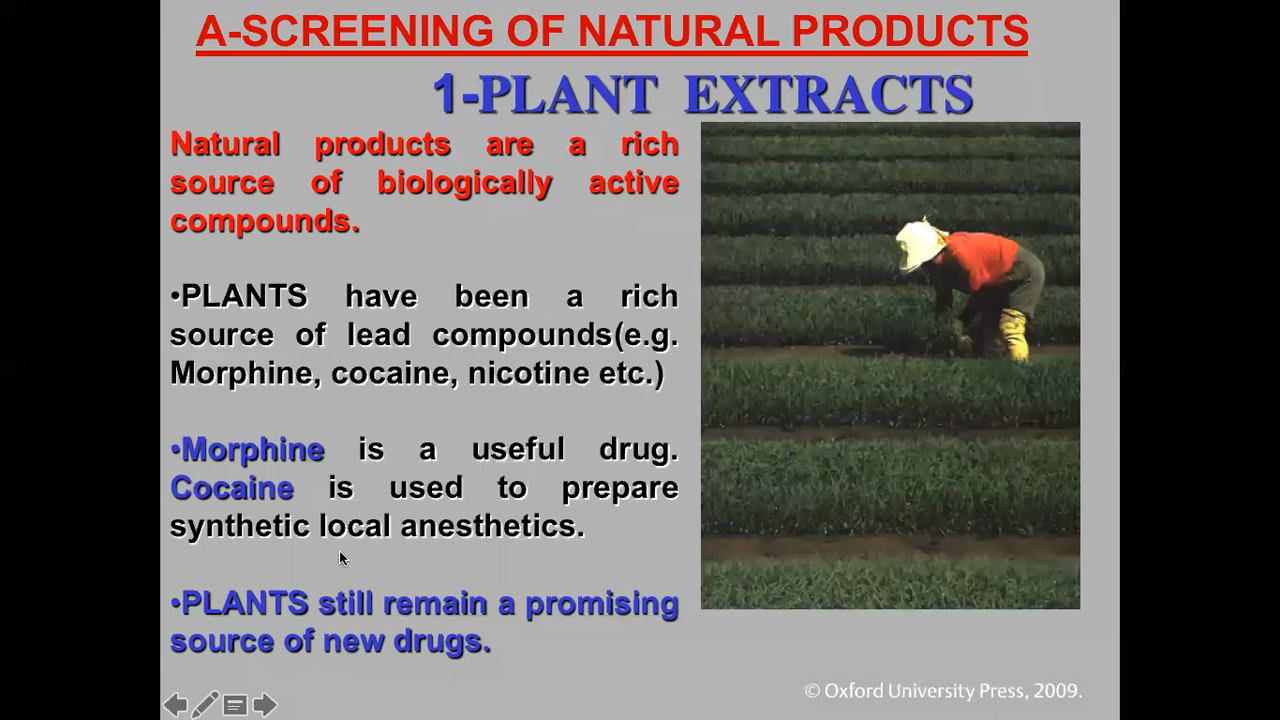 A-SCREENING OF NATURAL PRODUCTS
1-PLANT EXTRACTS
Natural products are a rich
source of biologically active
compounds.
•PLANTS have been a rich
source of lead compounds(e.g.
Morphine, cocaine, nicotine etc.)
•Morphine is a useful drug.
Cocaine is used to prepare
synthetic local anesthetics.
•PLANTS still remain a promising
source of new drugs.
© Oxford University Press, 2009.